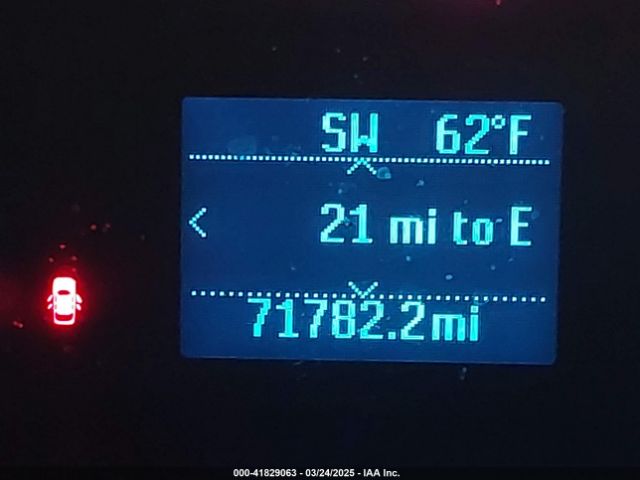 SW 62°F
21 mi to E
71782.2mi
000-41829063 - 03/24/2025 - IAA Inc.